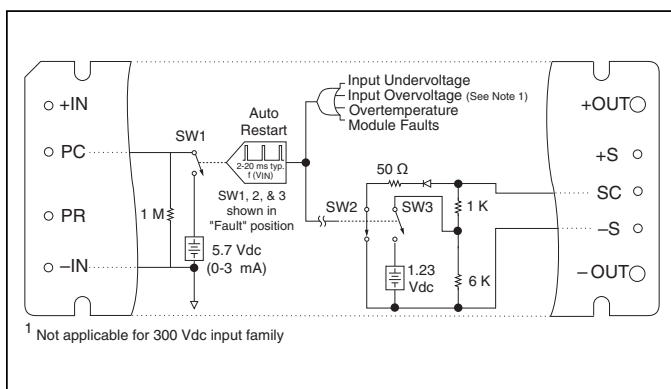 +IN
PC
PR
–IN
1 M
SW1
5.7 Vdc
(0-3 mA)
Auto
Restart
2-20 ms typ.
f (VIN)
SW1, 2, & 3
shown in
"Fault" position
Input Undervoltage
Input Overvoltage (See Note 1)
Overtemperature
Module Faults
50 Ω
SW2
SW3
1 K
1.23
Vdc
6 K
+OUT
+S
SC
–S
–OUT
1 Not applicable for 300 Vdc input family